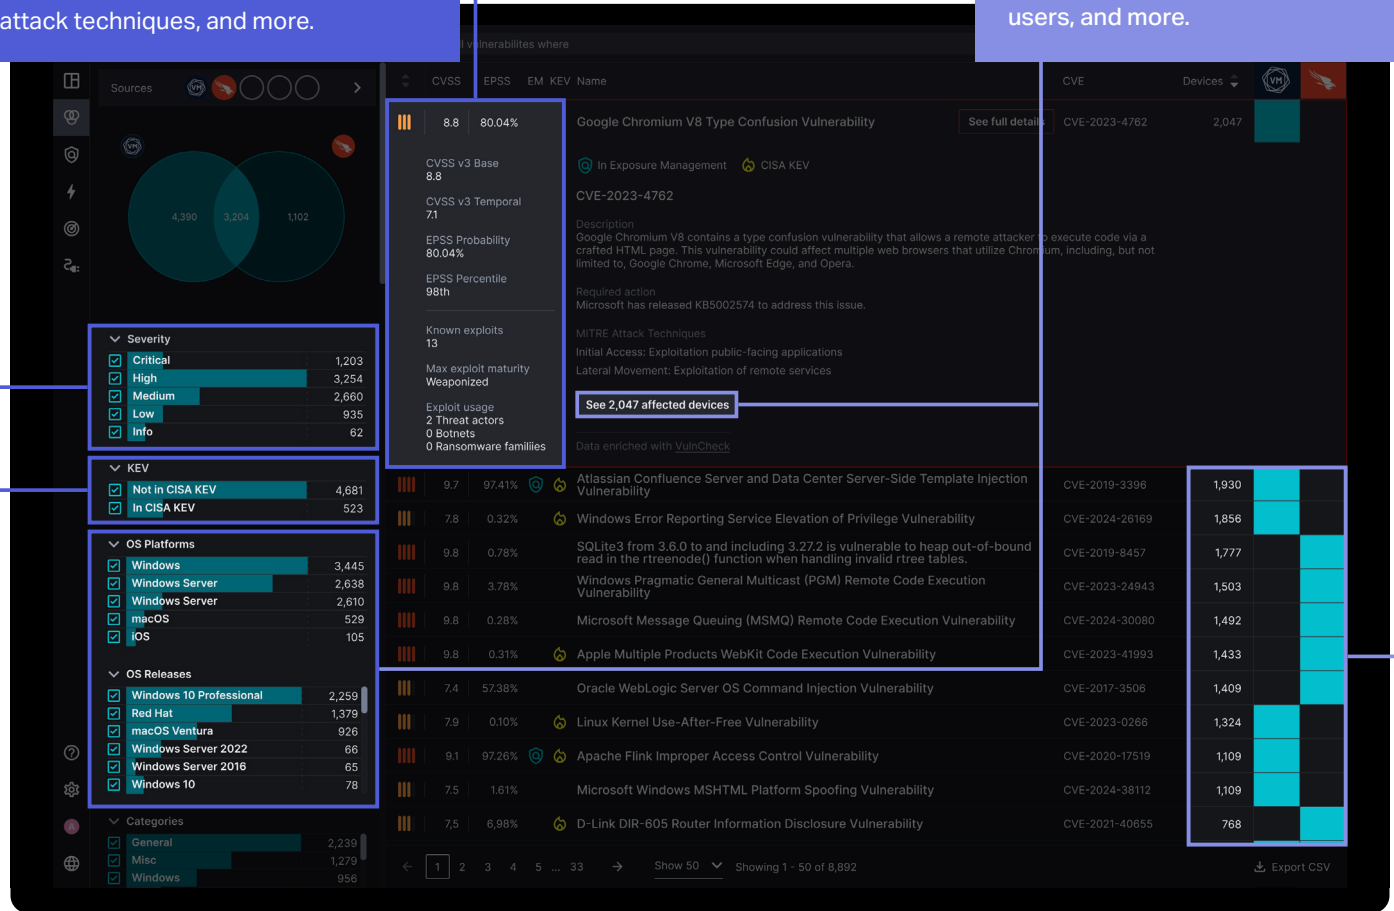 attack techniques, and more.
users, and more.
vulnerabilites where
Sources
VM
4,390
3,204
1,102
Severity
Critical 1,203
High 3,254
Medium 2,660
Low 935
Info 62
KEV
Not in CISA KEV 4,681
In CISA KEV 523
OS Platforms
Windows 3,445
Windows Server 2,638
Windows Server 2,610
macOS 529
iOS 105
OS Releases
Windows 10 Professional 2,259
Red Hat 1,379
macOS Ventura 926
Windows Server 2022 66
Windows Server 2016 65
Windows 10 78
Categories
General 2,239
Misc 1,279
Windows 956
CVSS EPSS EM KEV Name CVE Devices VM
8.8 80.04% Google Chromium V8 Type Confusion Vulnerability See full details CVE-2023-4762 2,047
CVSS v3 Base
8.8
CVSS v3 Temporal
7.1
EPSS Probability
80.04%
EPSS Percentile
98th
Known exploits
13
Max exploit maturity
Weaponized
Exploit usage
2 Threat actors
0 Botnets
0 Ransomware familiies
In Exposure Management CISA KEV
CVE-2023-4762
Description
Google Chromium V8 contains a type confusion vulnerability that allows a remote attacker to execute code via a
crafted HTML page. This vulnerability could affect multiple web browsers that utilize Chromium, including, but not
limited to, Google Chrome, Microsoft Edge, and Opera.
Required action
Microsoft has released KB5002574 to address this issue.
MITRE Attack Techniques
Initial Access: Exploitation public-facing applications
Lateral Movement: Exploitation of remote services
See 2,047 affected devices
Data enriched with VulnCheck
9.7 97.41% Atlassian Confluence Server and Data Center Server-Side Template Injection
Vulnerability CVE-2019-3396 1,930
7.8 0.32% Windows Error Reporting Service Elevation of Privilege Vulnerability CVE-2024-26169 1,856
9.8 0.78% SQLite3 from 3.6.0 to and including 3.27.2 is vulnerable to heap out-of-bound
read in the rtreenode() function when handling invalid rtree tables. CVE-2019-8457 1,777
9.8 3.78% Windows Pragmatic General Multicast (PGM) Remote Code Execution
Vulnerability CVE-2023-24943 1,503
9.8 0.28% Microsoft Message Queuing (MSMQ) Remote Code Execution Vulnerability CVE-2024-30080 1,492
9.8 0.31% Apple Multiple Products WebKit Code Execution Vulnerability CVE-2023-41993 1,433
7.4 57.38% Oracle WebLogic Server OS Command Injection Vulnerability CVE-2017-3506 1,409
7.9 0.10% Linux Kernel Use-After-Free Vulnerability CVE-2023-0266 1,324
9.1 97.26% Apache Flink Improper Access Control Vulnerability CVE-2020-17519 1,109
7.5 1.61% Microsoft Windows MSHTML Platform Spoofing Vulnerability CVE-2024-38112 1,109
7,5 6,98% D-Link DIR-605 Router Information Disclosure Vulnerability CVE-2021-40655 768
A
← 1 2 3 4 5 ... 33 → Show 50 Showing 1 - 50 of 8,892 Export CSV